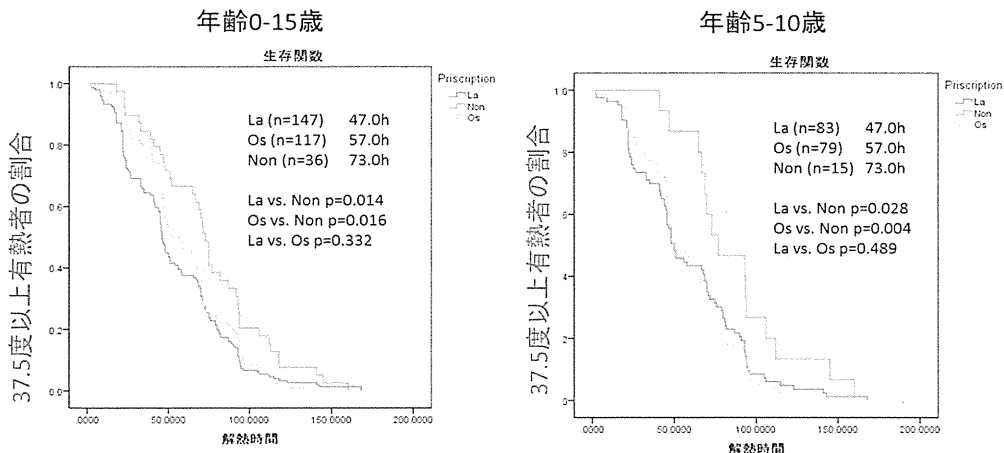 年齢0-15歳
生存関数
Priscription
La
Non
Os
La (n=147) 47.0h
Os (n=117) 57.0h
Non (n=36) 73.0h
La vs. Non p=0.014
Os vs. Non p=0.016
La vs. Os p=0.332
37.5度以上有熱者の割合
1.0
0.8
0.6
0.4
0.2
0.0
.0000 50.0000 100.0000 150.0000 200.0000
解熱時間
年齢5-10歳
生存関数
Priscription
La
Non
Os
La (n=83) 47.0h
Os (n=79) 57.0h
Non (n=15) 73.0h
La vs. Non p=0.028
Os vs. Non p=0.004
La vs. Os p=0.489
37.5度以上有熱者の割合
1.0
.8
.6
.4
.2
.0
.0000 50.0000 100.0000 150.0000 200.0000
解熱時間